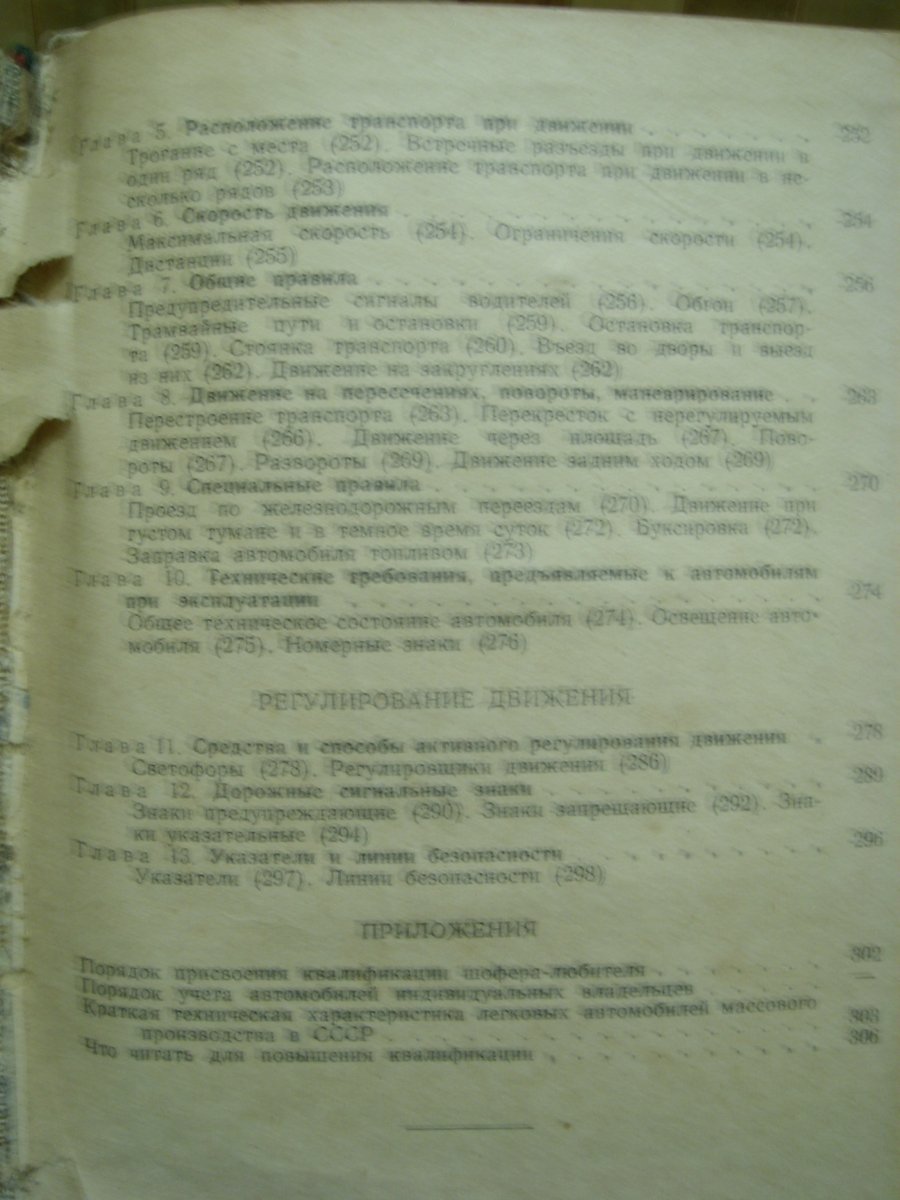 Глава 5. Расположение транспорта при движении . . . . . . . 252
Трогание с места (252). Встречные разъезды при движении в
один ряд (252). Расположение транспорта при движении в не-
сколько рядов (253)
Глава 6. Скорость движения . . . . . . . . . . . . . 254
Максимальная скорость (254). Ограничения скорости (254).
Дистанции (255)
Глава 7. Общие правила . . . . . . . . . . . . . . 256
Предупредительные сигналы водителей (256). Обгон (257).
Трамвайные пути и остановки (259). Остановка транспор-
та (259). Стоянка транспорта (260). Въезд во дворы и выезд
из них (262). Движение на закруглениях (262)
Глава 8. Движение на пересечениях, повороты, маневрирование . . 263
Перестроение транспорта (263). Перекресток с нерегулируемым
движением (266). Движение через площадь (267). Пово-
роты (267). Развороты (269). Движение задним ходом (269)
Глава 9. Специальные правила . . . . . . . . . . . . 270
Проезд по железнодорожным переездам (270). Движение при
густом тумане и в темное время суток (272). Буксировка (272).
Заправка автомобиля топливом (273)
Глава 10. Технические требования, предъявляемые к автомобилям
при эксплуатации . . . . . . . . . . . . . . . 274
Общее техническое состояние автомобиля (274). Освещение авто-
мобиля (275). Номерные знаки (276)
РЕГУЛИРОВАНИЕ ДВИЖЕНИЯ
Глава 11. Средства и способы активного регулирования движения . 278
Светофоры (278). Регулировщики движения (286)
Глава 12. Дорожные сигнальные знаки . . . . . . . . . 289
Знаки предупреждающие (290). Знаки запрещающие (292). Зна-
ки указательные (294)
Глава 13. Указатели и линии безопасности . . . . . . . . 296
Указатели (297). Линии безопасности (298)
ПРИЛОЖЕНИЯ
Порядок присвоения квалификации шофера-любителя . . . . . . 302
Порядок учета автомобилей индивидуальных владельцев . . . . —
Краткая техническая характеристика легковых автомобилей массового
производства в СССР . . . . . . . . . . . . . . 303
Что читать для повышения квалификации . . . . . . . . . 306